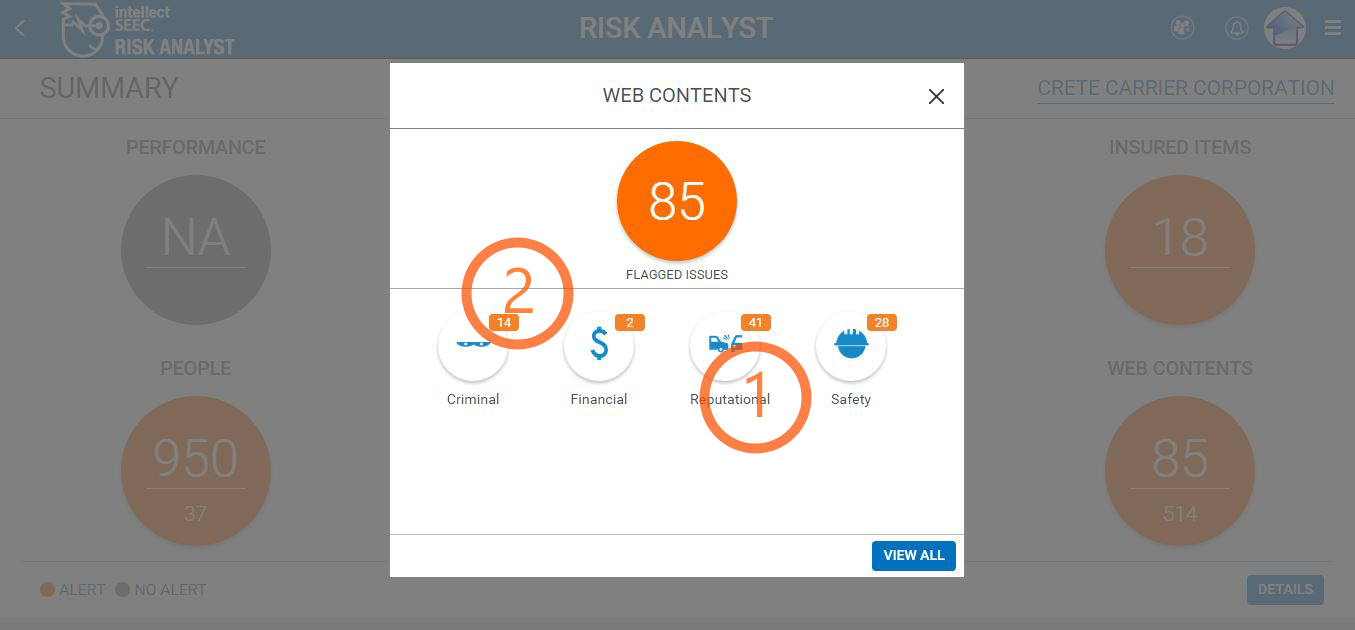 intellect
SEEC.
RISK ANALYST
RISK ANALYST
SUMMARY
CRETE CARRIER CORPORATION
WEB CONTENTS
85
FLAGGED ISSUES
2
14
2
41
28
1
Criminal
Financial
Reputational
Safety
VIEW ALL
PERFORMANCE
NA
INSURED ITEMS
18
PEOPLE
950
37
WEB CONTENTS
85
514
ALERT
NO ALERT
DETAILS